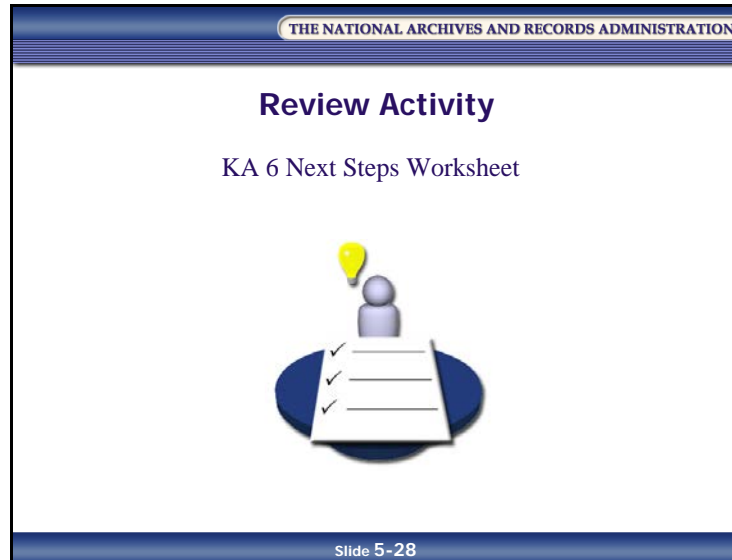 THE NATIONAL ARCHIVES AND RECORDS ADMINISTRATION
Review Activity
KA 6 Next Steps Worksheet
Slide 5-28